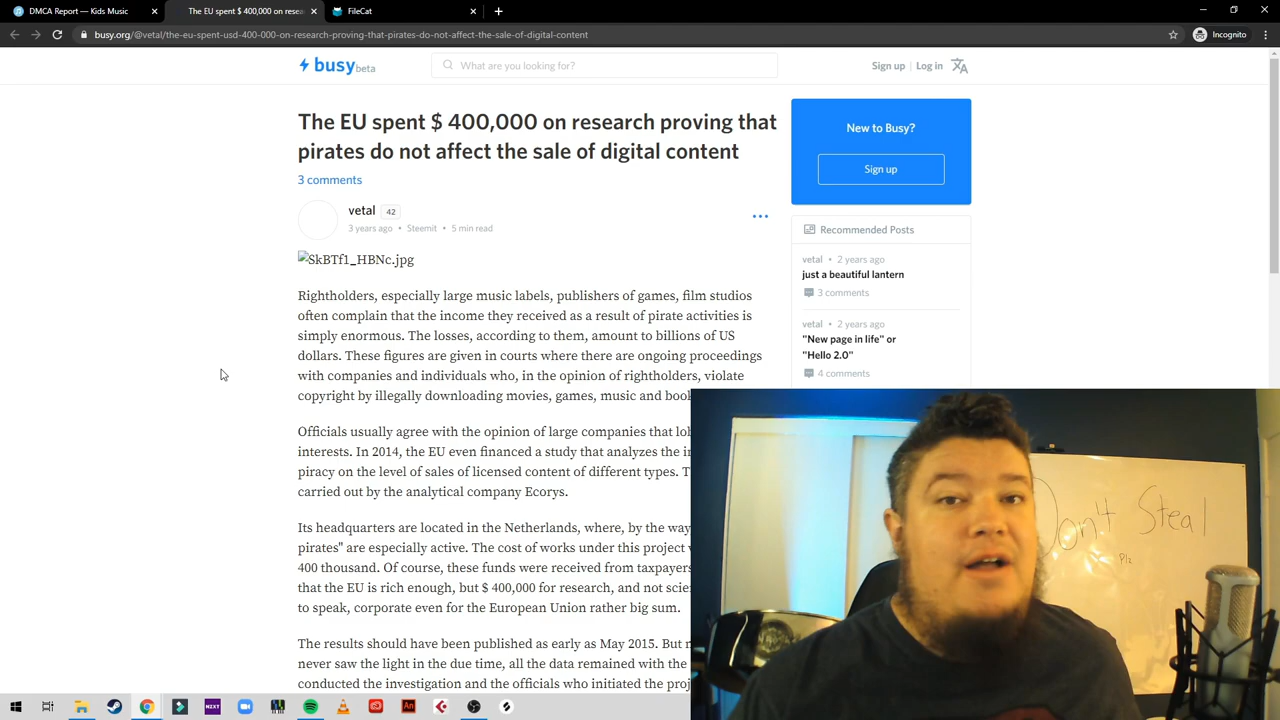 DMCA Report – Kids Music
The EU spent $ 400,000 on resea
FileCat
busy.org/@vetal/the-eu-spent-usd-400-000-on-research-proving-that-pirates-do-not-affect-the-sale-of-digital-content
Incognito
busy beta
What are you looking for?
Sign up | Log in
The EU spent $ 400,000 on research proving that
pirates do not affect the sale of digital content
3 comments
vetal 42
3 years ago • Steemit • 5 min read
SkBTf1_HBNc.jpg
Rightholders, especially large music labels, publishers of games, film studios
often complain that the income they received as a result of pirate activities is
simply enormous. The losses, according to them, amount to billions of US
dollars. These figures are given in courts where there are ongoing proceedings
with companies and individuals who, in the opinion of rightholders, violate
copyright by illegally downloading movies, games, music and book
Officials usually agree with the opinion of large companies that lob
interests. In 2014, the EU even financed a study that analyzes the i
piracy on the level of sales of licensed content of different types. T
carried out by the analytical company Ecorys.
Its headquarters are located in the Netherlands, where, by the way
pirates" are especially active. The cost of works under this project
400 thousand. Of course, these funds were received from taxpayers
that the EU is rich enough, but $ 400,000 for research, and not scie
to speak, corporate even for the European Union rather big sum.
The results should have been published as early as May 2015. But
never saw the light in the due time, all the data remained with the
conducted the investigation and the officials who initiated the proj
New to Busy?
Sign up
Recommended Posts
vetal • 2 years ago
just a beautiful lantern
3 comments
vetal • 2 years ago
"New page in life" or
"Hello 2.0"
4 comments
Don't Steal
Plz
NZXT
An